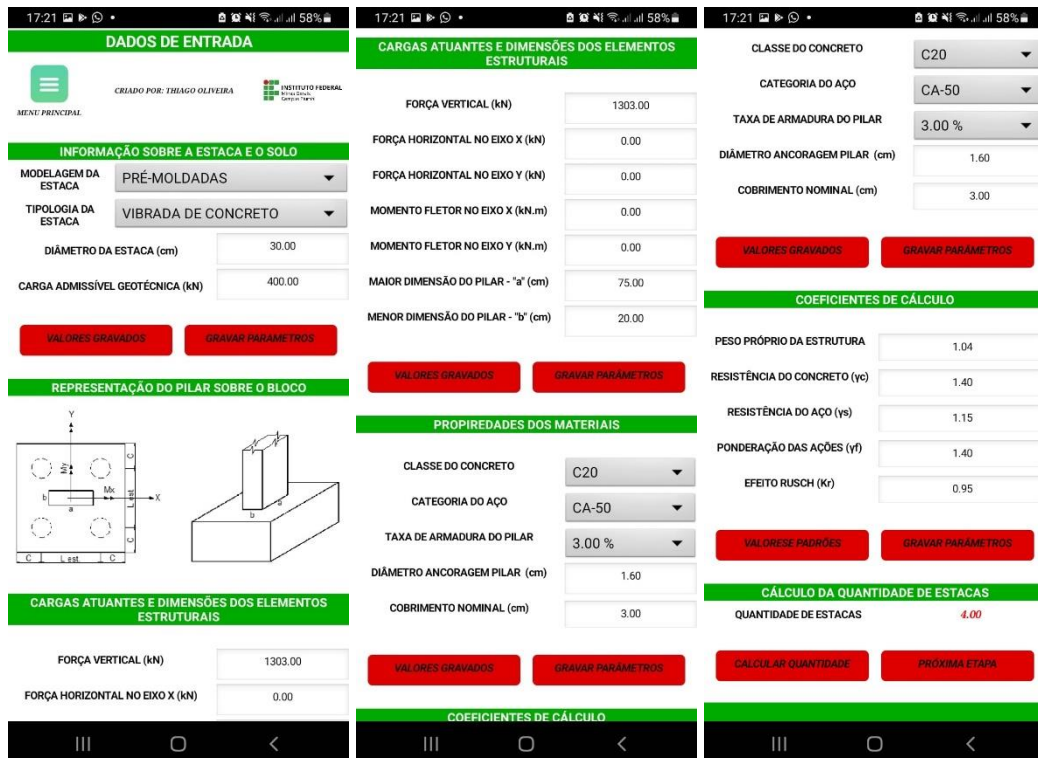 17:21 58%
DADOS DE ENTRADA
MENU PRINCIPAL
CRIADO POR: THIAGO OLIVEIRA
INSTITUTO FEDERAL
INFORMAÇÃO SOBRE A ESTACA E O SOLO
MODELAGEM DA
ESTACA
PRÉ-MOLDADAS
TIPOLOGIA DA
ESTACA
VIBRADA DE CONCRETO
DIÂMETRO DA ESTACA (cm) 30.00
CARGA ADMISSÍVEL GEOTÉCNICA (kN) 400.00
VALORES GRAVADOS GRAVAR PARAMETROS
REPRESENTAÇÃO DO PILAR SOBRE O BLOCO
Y
My
Mx
X
b
a
C
L est.
C
C L est. C
b
a
CARGAS ATUANTES E DIMENSÕES DOS ELEMENTOS
ESTRUTURAIS
FORÇA VERTICAL (kN) 1303.00
FORÇA HORIZONTAL NO EIXO X (kN) 0.00
17:21 58%
CARGAS ATUANTES E DIMENSÕES DOS ELEMENTOS
ESTRUTURAIS
FORÇA VERTICAL (kN) 1303.00
FORÇA HORIZONTAL NO EIXO X (kN) 0.00
FORÇA HORIZONTAL NO EIXO Y (kN) 0.00
MOMENTO FLETOR NO EIXO X (kN.m) 0.00
MOMENTO FLETOR NO EIXO Y (kN.m) 0.00
MAIOR DIMENSÃO DO PILAR - "a" (cm) 75.00
MENOR DIMENSÃO DO PILAR - "b" (cm) 20.00
VALORES GRAVADOS GRAVAR PARÂMETROS
PROPIREDADES DOS MATERIAIS
CLASSE DO CONCRETO C20
CATEGORIA DO AÇO CA-50
TAXA DE ARMADURA DO PILAR 3.00 %
DIÂMETRO ANCORAGEM PILAR (cm) 1.60
COBRIMENTO NOMINAL (cm) 3.00
VALORES GRAVADOS GRAVAR PARÂMETROS
COEFICIENTES DE CÁLCULO
17:21 58%
CLASSE DO CONCRETO C20
CATEGORIA DO AÇO CA-50
TAXA DE ARMADURA DO PILAR 3.00 %
DIÂMETRO ANCORAGEM PILAR (cm) 1.60
COBRIMENTO NOMINAL (cm) 3.00
VALORES GRAVADOS GRAVAR PARÂMETROS
COEFICIENTES DE CÁLCULO
PESO PRÓPRIO DA ESTRUTURA 1.04
RESISTÊNCIA DO CONCRETO (γc) 1.40
RESISTÊNCIA DO AÇO (γs) 1.15
PONDERAÇÃO DAS AÇÕES (γf) 1.40
EFEITO RUSCH (Kr) 0.95
VALORESE PADRÕES GRAVAR PARÂMETROS
CÁLCULO DA QUANTIDADE DE ESTACAS
QUANTIDADE DE ESTACAS 4.00
CALCULAR QUANTIDADE PRÓXIMA ETAPA